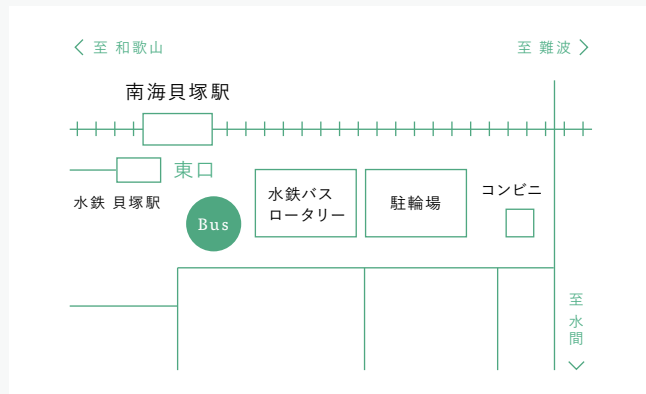 至 和歌山
至 難波
南海貝塚駅
東口
水鉄 貝塚駅
Bus
水鉄バス
ロータリー
駐輪場
コンビニ
至 水間